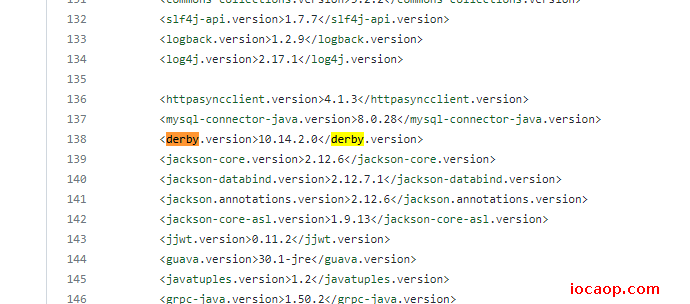 132 <slf4j-api.version>1.7.7</slf4j-api.version>
133 <logback.version>1.2.9</logback.version>
134 <log4j.version>2.17.1</log4j.version>
135
136 <httpasyncclient.version>4.1.3</httpasyncclient.version>
137 <mysql-connector-java.version>8.0.28</mysql-connector-java.version>
138 <derby.version>10.14.2.0</derby.version>
139 <jackson-core.version>2.12.6</jackson-core.version>
140 <jackson-databind.version>2.12.7.1</jackson-databind.version>
141 <jackson.annotations.version>2.12.6</jackson.annotations.version>
142 <jackson-core-asl.version>1.9.13</jackson-core-asl.version>
143 <jjwt.version>0.11.2</jjwt.version>
144 <guava.version>30.1-jre</guava.version>
145 <javatuples.version>1.2</javatuples.version>
146 <grpc-java.version>1.50.2</grpc-java.version>
iocaop.com